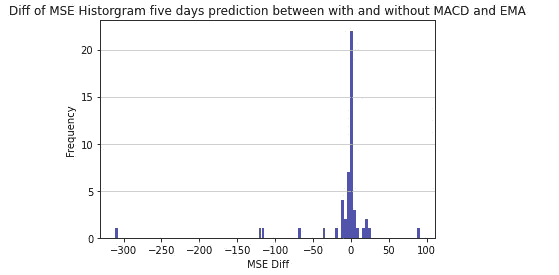 Diff of MSE Historgram five days prediction between with and without MACD and EMA
Frequency
20
15
10
5
0
−300 −250 −200 −150 −100 −50 0 50 100
MSE Diff